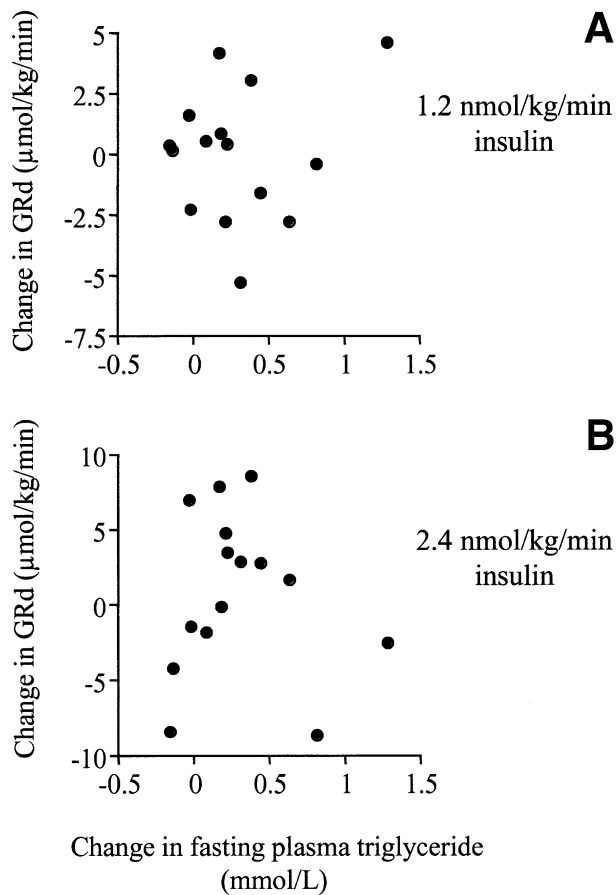 A
Change in GRd (μmol/kg/min)
5
2.5
0
-2.5
-5
-7.5
-0.5 0 0.5 1 1.5
1.2 nmol/kg/min
insulin
B
Change in GRd (μmol/kg/min)
10
5
0
-5
-10
-0.5 0 0.5 1 1.5
2.4 nmol/kg/min
insulin
Change in fasting plasma triglyceride
(mmol/L)